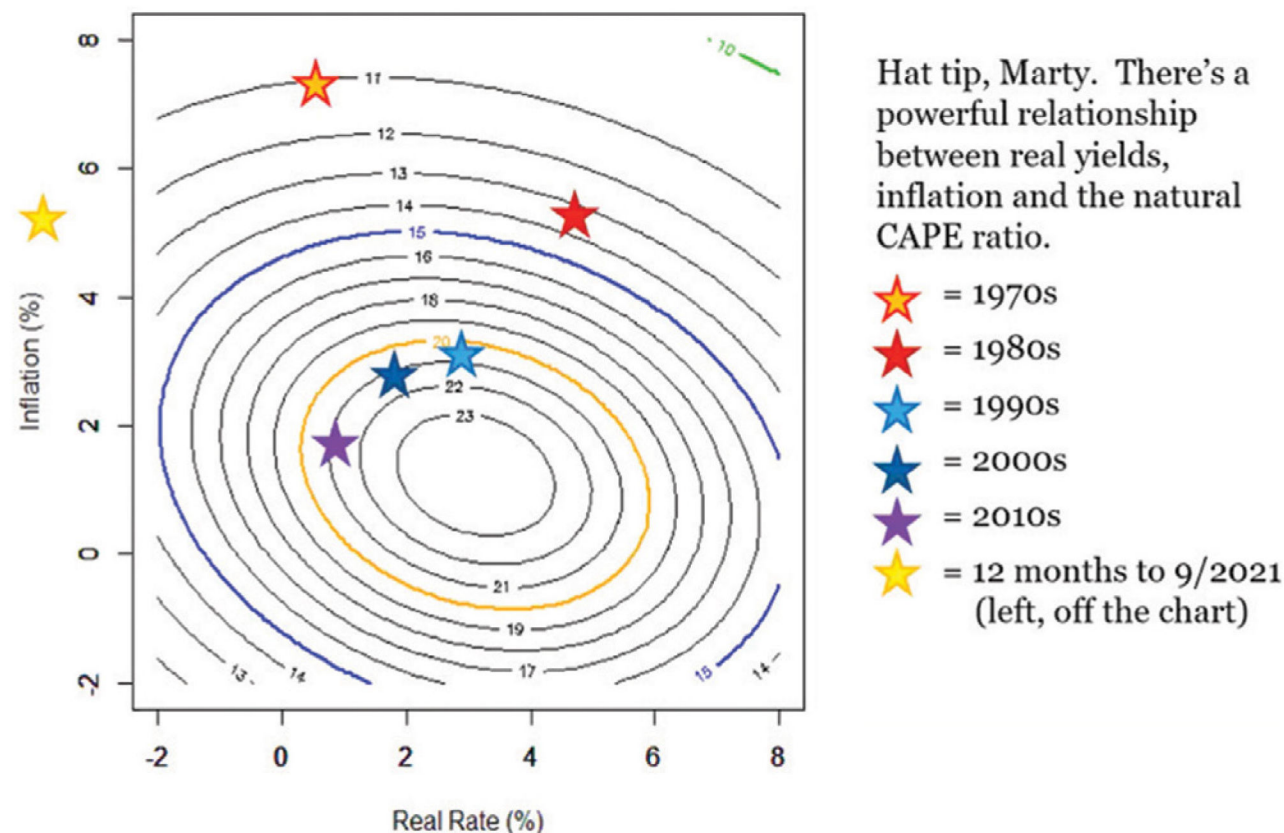 8
6
4
2
0
-2
Inflation (%)
-2 0 2 4 6 8
Real Rate (%)
10
11
12
13
14
15
16
18
20
22
23
21
19
17
13
14
15
14
Hat tip, Marty. There's a
powerful relationship
between real yields,
inflation and the natural
CAPE ratio.
= 1970s
= 1980s
= 1990s
= 2000s
= 2010s
= 12 months to 9/2021
(left, off the chart)